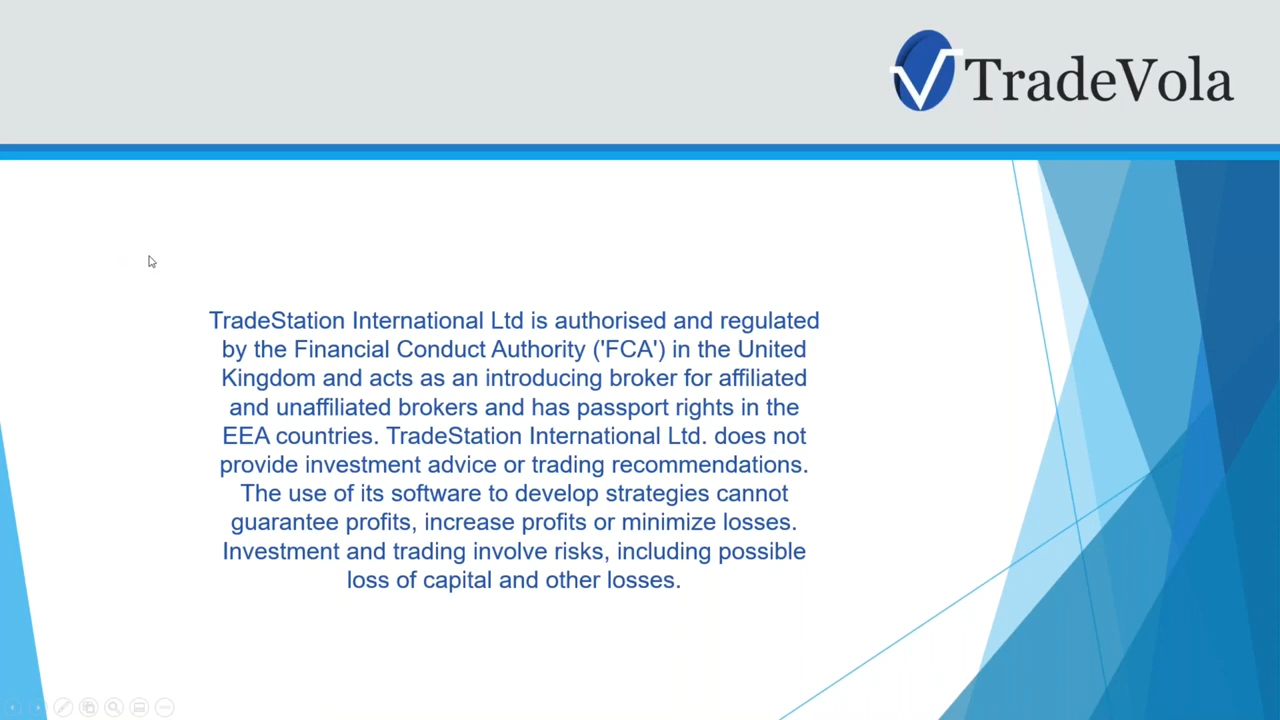 TradeVola
TradeStation International Ltd is authorised and regulated
by the Financial Conduct Authority ('FCA') in the United
Kingdom and acts as an introducing broker for affiliated
and unaffiliated brokers and has passport rights in the
EEA countries. TradeStation International Ltd. does not
provide investment advice or trading recommendations.
The use of its software to develop strategies cannot
guarantee profits, increase profits or minimize losses.
Investment and trading involve risks, including possible
loss of capital and other losses.